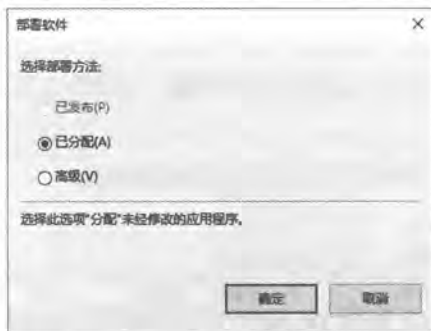 部署软件
选择部署方法:
已发布(P)
已分配(A)
高级(V)
选择此选项"分配"未经修改的应用程序。
确定
取消